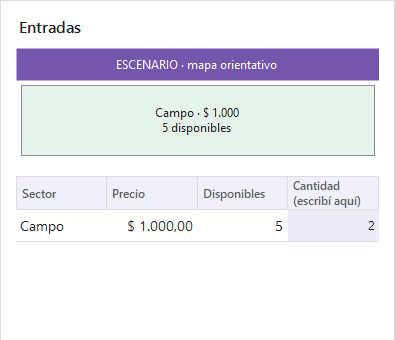 Entradas
ESCENARIO · mapa orientativo
Campo · $ 1.000
5 disponibles
Sector Precio Disponibles Cantidad
(escribí aquí)
Campo $ 1.000,00 5 2